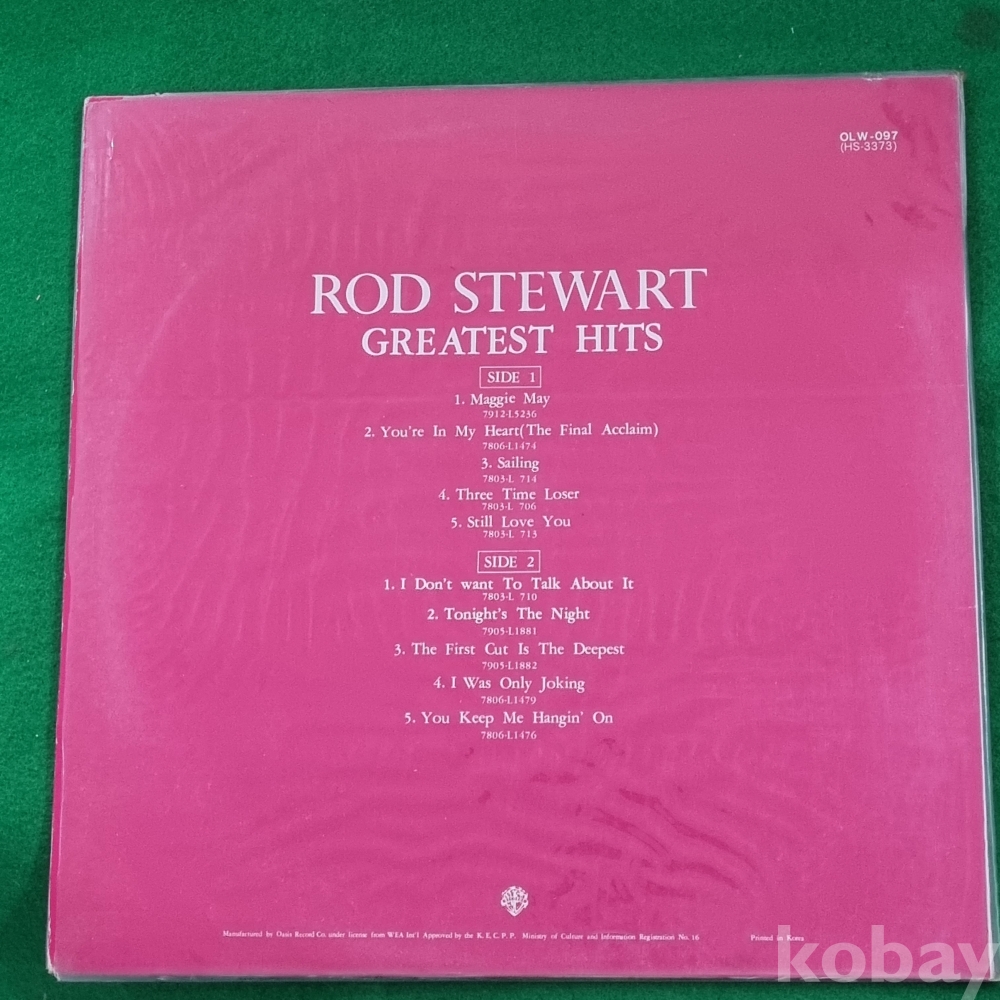 OLW-097
(HS-3373)
ROD STEWART
GREATEST HITS
SIDE 1
1. Maggie May
7912-L5236
2. You're In My Heart(The Final Acclaim)
7806-L1474
3. Sailing
7803-L 714
4. Three Time Loser
7803-L 706
5. Still Love You
7803-L 713
SIDE 2
1. I Don't want To Talk About It
7803-L 710
2. Tonight's The Night
7905-L1881
3. The First Cut Is The Deepest
7905-L1882
4. I Was Only Joking
7806-L1479
5. You Keep Me Hangin' On
7806-L1476
Manufactured by Oasis Record Co. under license from WEA Int'l Approved by the K. E. C. P. P. Ministry of Culture and Information Registration No. 16 Printed in Korea
kobay